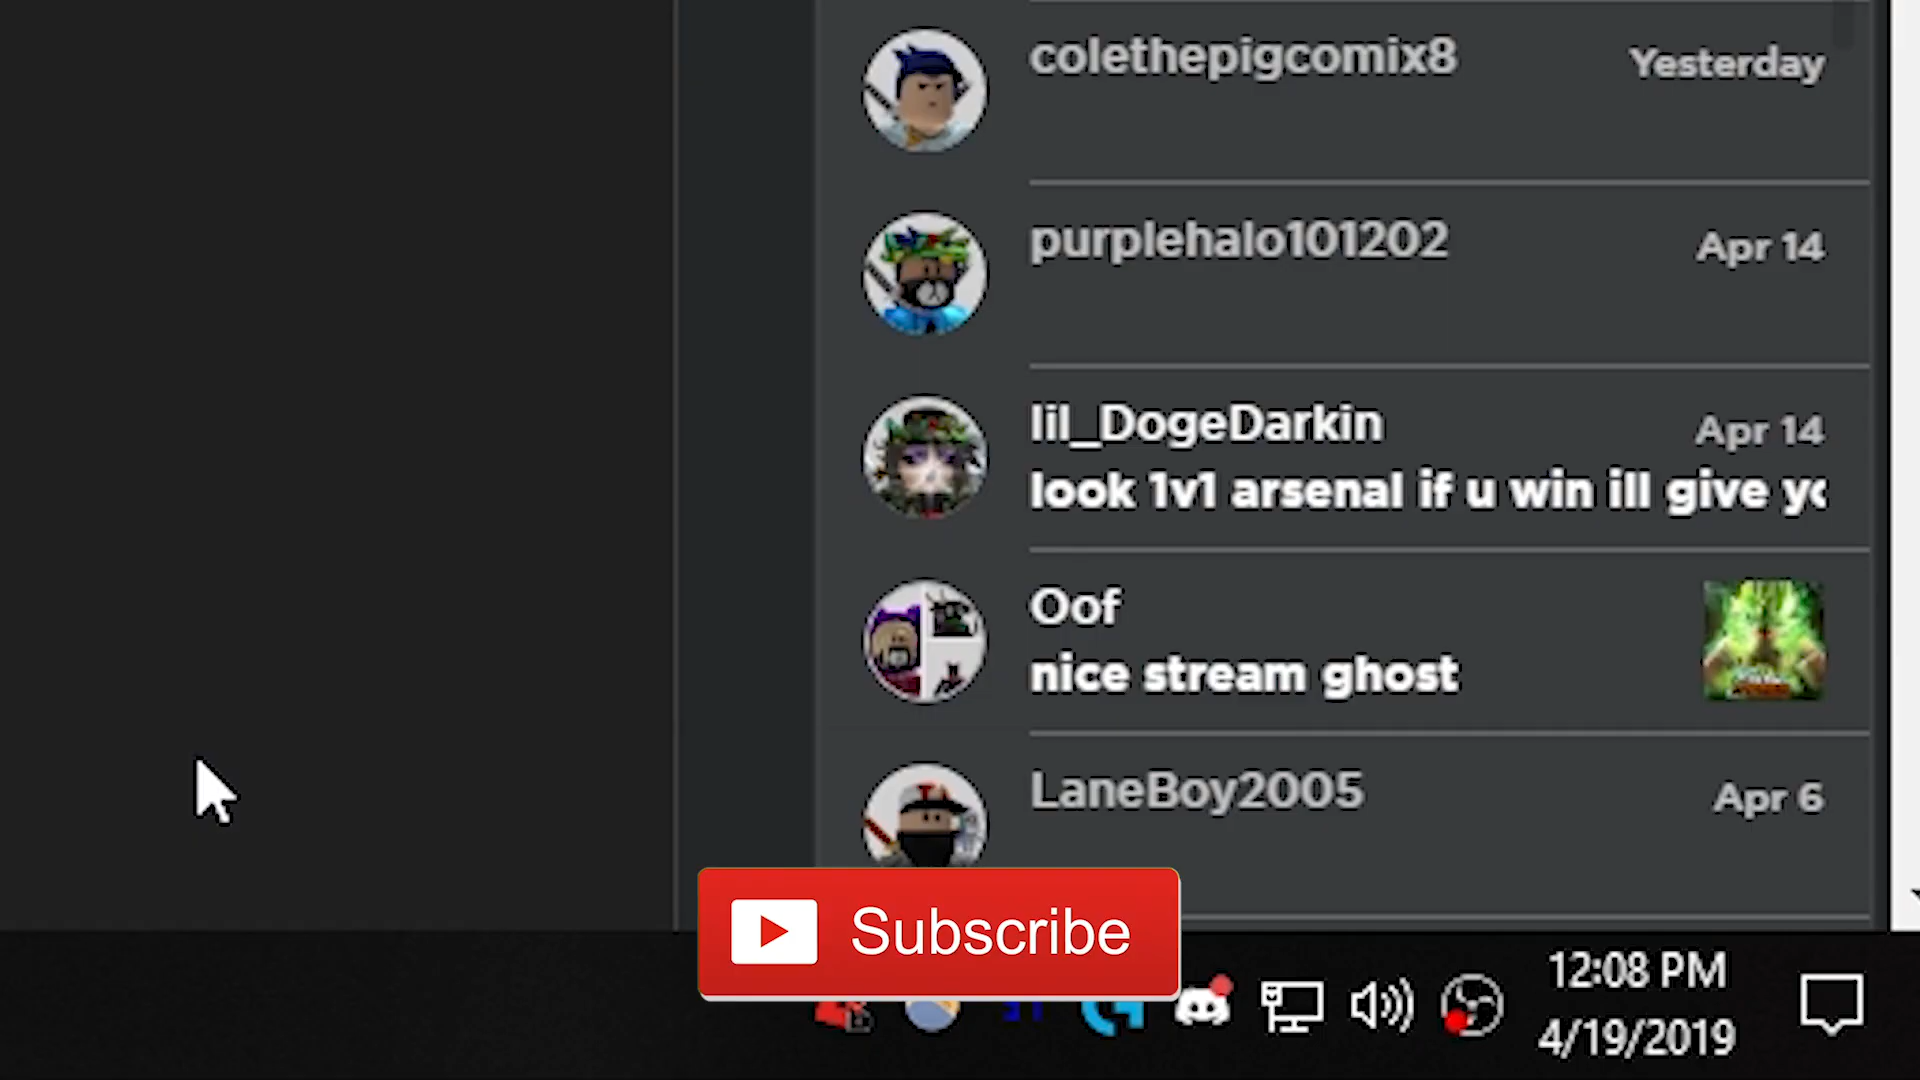 colethepigcomix8
Yesterday
purplehalo101202
Apr 14
lil_DogeDarkin
Apr 14
look 1v1 arsenal if u win ill give
Oof
nice stream ghost
LaneBoy2005
Apr 6
Subscribe
12:08 PM
4/19/2019